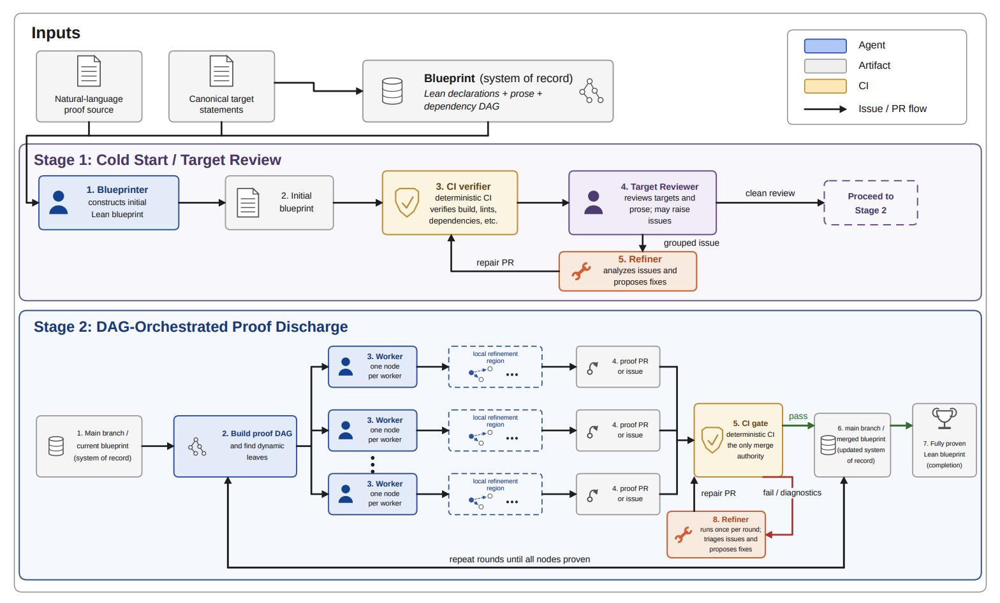 Inputs
Natural-language
proof source
Canonical target
statements
Blueprint (system of record)
Lean declarations + prose +
dependency DAG
Agent
Artifact
CI
Issue / PR flow
Stage 1: Cold Start / Target Review
1. Blueprinter
constructs initial
Lean blueprint
2. Initial
blueprint
3. CI verifier
deterministic CI
verifies build, lints,
dependencies, etc.
4. Target Reviewer
reviews targets and
prose; may raise
issues
clean review
Proceed to
Stage 2
grouped issue
5. Refiner
analyzes issues and
proposes fixes
repair PR
Stage 2: DAG-Orchestrated Proof Discharge
1. Main branch /
current blueprint
(system of record)
2. Build proof DAG
and find dynamic
leaves
3. Worker
one node
per worker
local refinement
region
4. proof PR
or issue
3. Worker
one node
per worker
local refinement
region
4. proof PR
or issue
3. Worker
one node
per worker
local refinement
region
4. proof PR
or issue
5. CI gate
deterministic CI
the only merge
authority
pass
6. main branch /
merged blueprint
(updated system
of record)
7. Fully proven
Lean blueprint
(completion)
repair PR
fail / diagnostics
8. Refiner
runs once per round;
triages issues and
proposes fixes
repeat rounds until all nodes proven